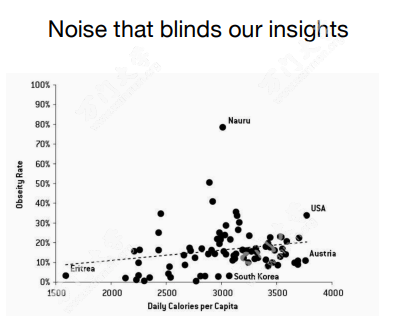 Noise that blinds our insights
100%
90%
80%
70%
60%
50%
40%
30%
20%
10%
0%
Obseity Rate
Nauru
USA
Austria
Eritrea
South Korea
1500 2000 2500 3000 3500 4000
Daily Calories per Capita